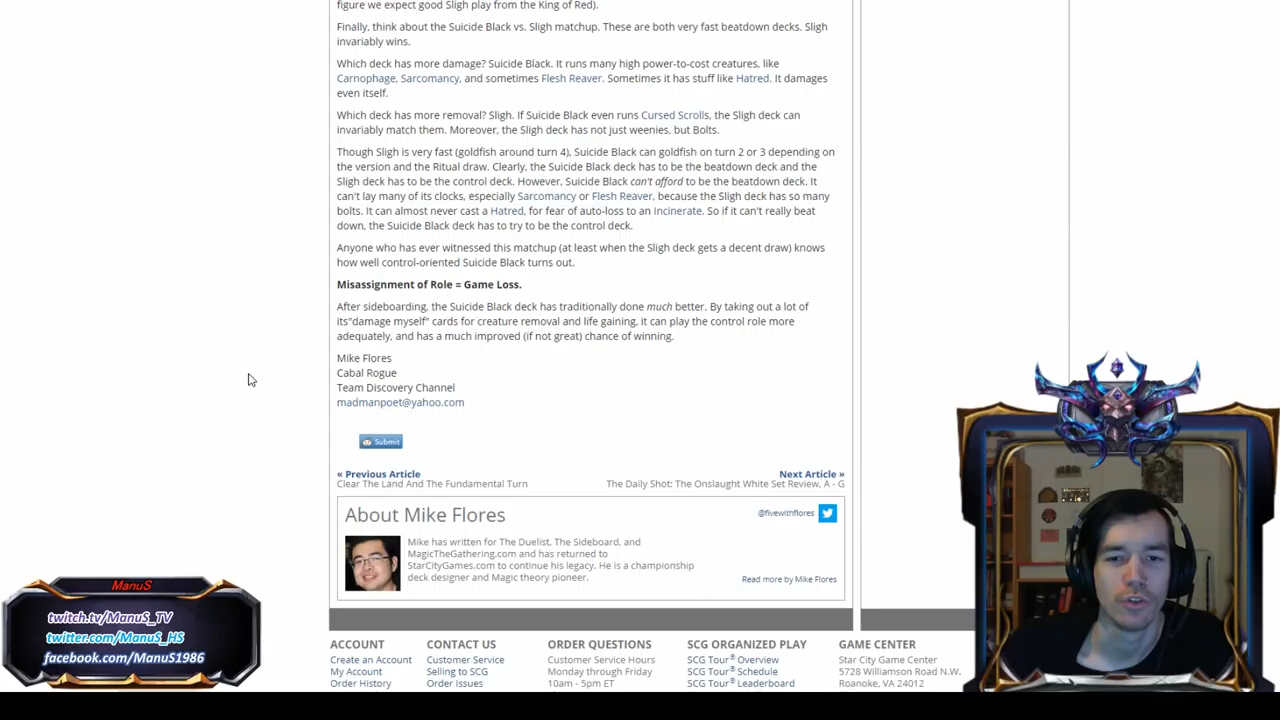 figure we expect good Sligh play from the King of Red).
Finally, think about the Suicide Black vs. Sligh matchup. These are both very fast beatdown decks. Sligh
invariably wins.
Which deck has more damage? Suicide Black. It runs many high power-to-cost creatures, like
Carnophage, Sarcomancy, and sometimes Flesh Reaver. Sometimes it has stuff like Hatred. It damages
even itself.
Which deck has more removal? Sligh. If Suicide Black even runs Cursed Scrolls, the Sligh deck can
invariably match them. Moreover, the Sligh deck has not just weenies, but Bolts.
Though Sligh is very fast (goldfish around turn 4), Suicide Black can goldfish on turn 2 or 3 depending on
the version and the Ritual draw. Clearly, the Suicide Black deck has to be the beatdown deck and the
Sligh deck has to be the control deck. However, Suicide Black can't afford to be the beatdown deck. It
can't lay many of its clocks, especially Sarcomancy or Flesh Reaver, because the Sligh deck has so many
bolts. It can almost never cast a Hatred, for fear of auto-loss to an Incinerate. So if it can't really beat
down, the Suicide Black deck has to try to be the control deck.
Anyone who has ever witnessed this matchup (at least when the Sligh deck gets a decent draw) knows
how well control-oriented Suicide Black turns out.
Misassignment of Role = Game Loss.
After sideboarding, the Suicide Black deck has traditionally done much better. By taking out a lot of
its"damage myself" cards for creature removal and life gaining, it can play the control role more
adequately, and has a much improved (if not great) chance of winning.
Mike Flores
Cabal Rogue
Team Discovery Channel
madmanpoet@yahoo.com
Submit
« Previous Article
Clear The Land And The Fundamental Turn
Next Article »
The Daily Shot: The Onslaught White Set Review, A - G
About Mike Flores
@fivewithflores
Mike has written for The Duelist, The Sideboard, and
MagicTheGathering.com and has returned to
StarCityGames.com to continue his legacy. He is a championship
deck designer and Magic theory pioneer.
Read more by Mike Flores
ManuS
twitch.tv/ManuS_TV
twitter.com/ManuS_HS
facebook.com/ManuS1986
ACCOUNT
Create an Account
My Account
Order History
CONTACT US
Customer Service
Selling to SCG
Order Issues
ORDER QUESTIONS
Customer Service Hours
Monday through Friday
10am - 5pm ET
SCG ORGANIZED PLAY
SCG Tour® Overview
SCG Tour® Schedule
SCG Tour® Leaderboard
GAME CENTER
Star City Game Center
5728 Williamson Road N.W.
Roanoke, VA 24012